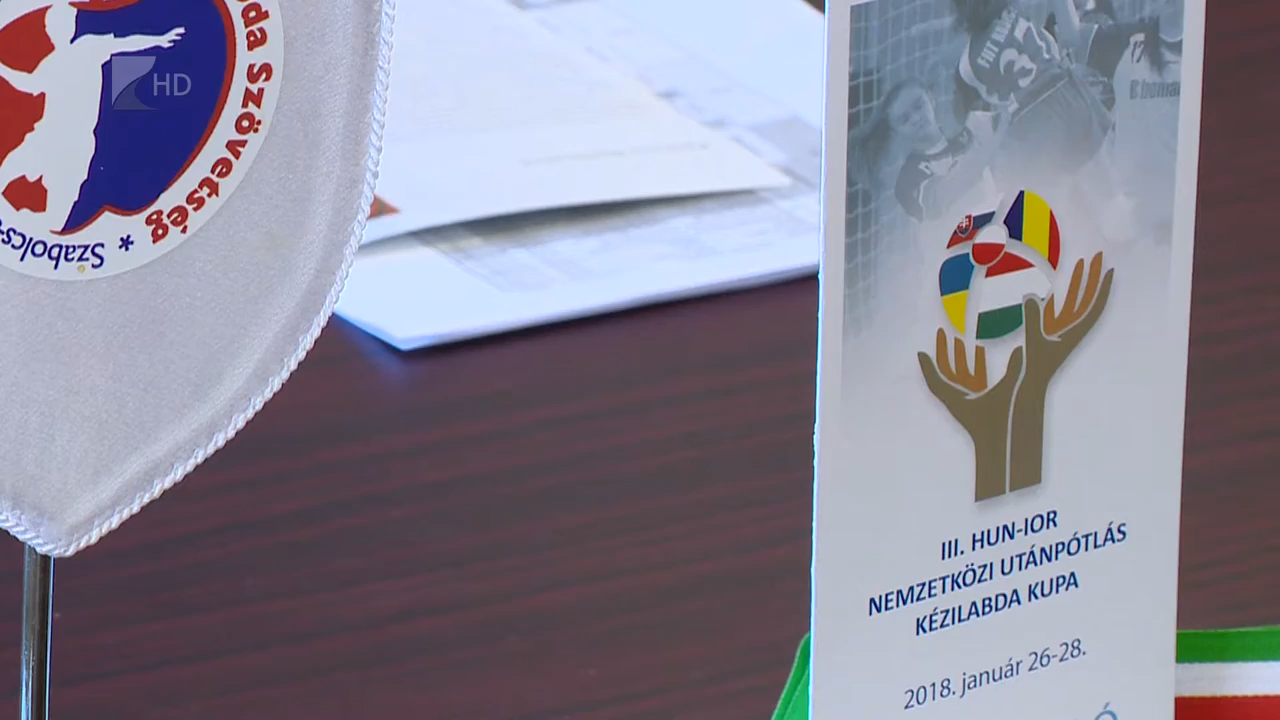 HD
da Szövetség
* Szabolcs-
III. HUN-IOR
NEMZETKÖZI UTÁNPÓTLÁS
KÉZILABDA KUPA
2018. január 26-28.